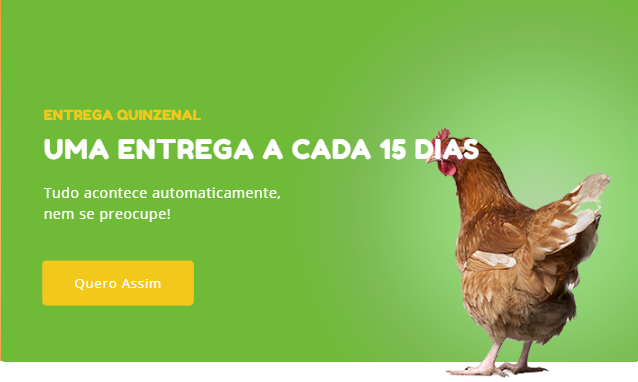 ENTREGA QUINZENAL
UMA ENTREGA A CADA 15 DIAS
Tudo acontece automaticamente,
nem se preocupe!
Quero Assim